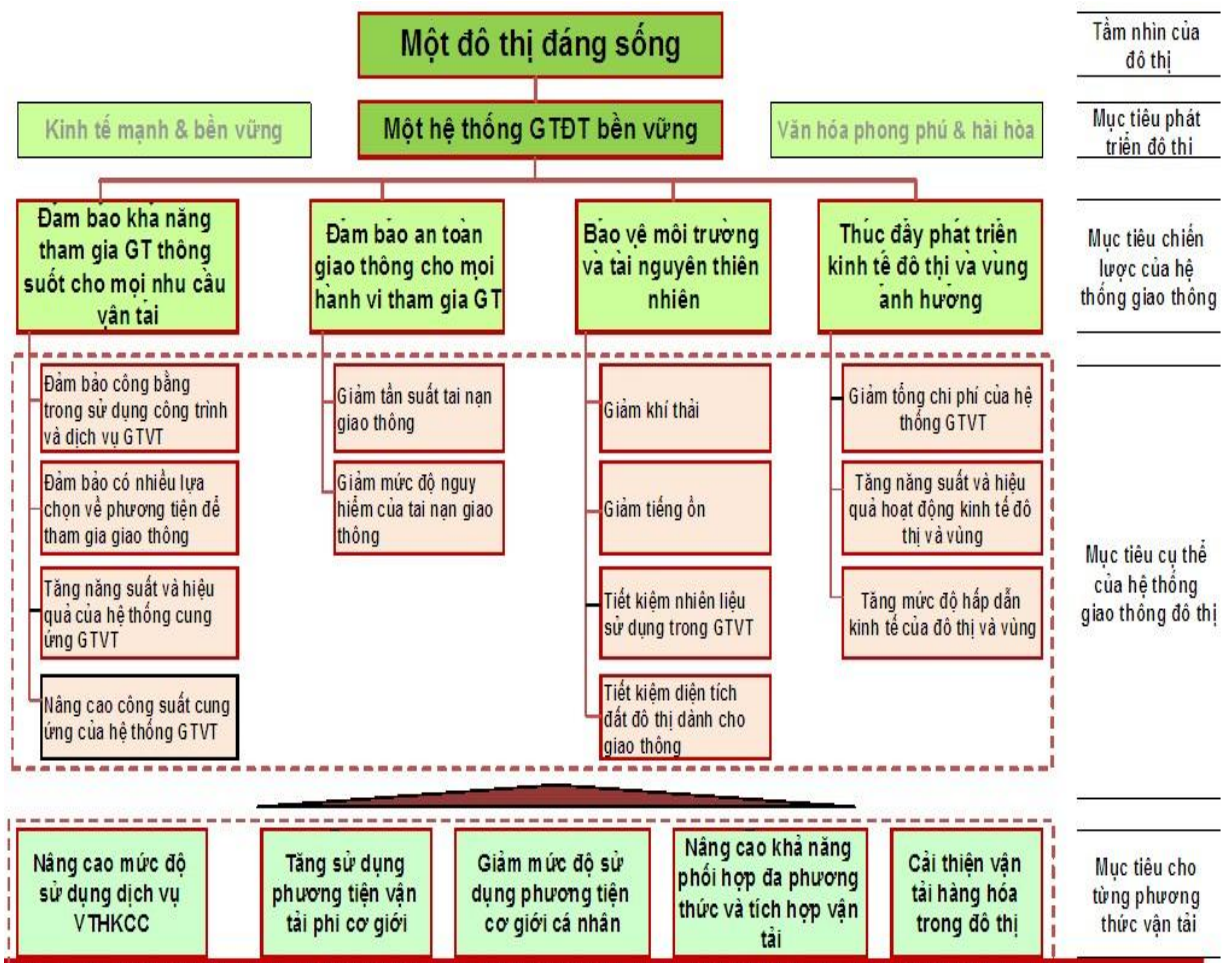 Một đô thị đáng sống
Tầm nhìn của
đô thị
Kinh tế mạnh & bền vững
Một hệ thống GTĐT bền vững
Văn hóa phong phú & hài hòa
Mục tiêu phát
triển đô thi
Đảm bảo khả năng
tham gia GT thông
suốt cho mọi nhu cầu
vận tải
Đảm bảo an toàn
giao thông cho mọi
hành vi tham gia GT
Bảo vệ môi trường
và tài nguyên thiên
nhiên
Thúc đẩy phát triển
kinh tế đô thị và vùng
ảnh hưởng
Mục tiêu chiến
lược của hệ
thống giao thông
Đảm bảo công bằng
trong sử dụng công trình
và dịch vụ GTVT
Đảm bảo có nhiều lựa
chọn về phương tiện để
tham gia giao thông
Tăng năng suất và hiệu
quả của hệ thống cung
ứng GTVT
Nâng cao công suất cung
ứng của hệ thống GTVT
Giảm tần suất tai nạn
giao thông
Giảm mức độ nguy
hiểm của tai nạn giao
thông
Giảm khí thải
Giảm tiếng ồn
Tiết kiệm nhiên liệu
sử dụng trong GTVT
Tiết kiệm diện tích
đất đô thị dành cho
giao thông
Giảm tổng chi phí của hệ
thống GTVT
Tăng năng suất và hiệu
quả hoạt động kinh tế đô
thị và vùng
Tăng mức độ hấp dẫn
kinh tế của đô thị và vùng
Mục tiêu cụ thể
của hệ thống
giao thông đô thị
Nâng cao mức độ
sử dụng dịch vụ
VTHKCC
Tăng sử dụng
phương tiện vận
tải phi cơ giới
Giảm mức độ sử
dụng phương tiện
cơ giới cá nhân
Nâng cao khả năng
phối hợp đa phương
thức và tích hợp vận
tải
Cải thiện vận
tải hàng hóa
trong đô thị
Mục tiêu cho
từng phương
thức vận tải